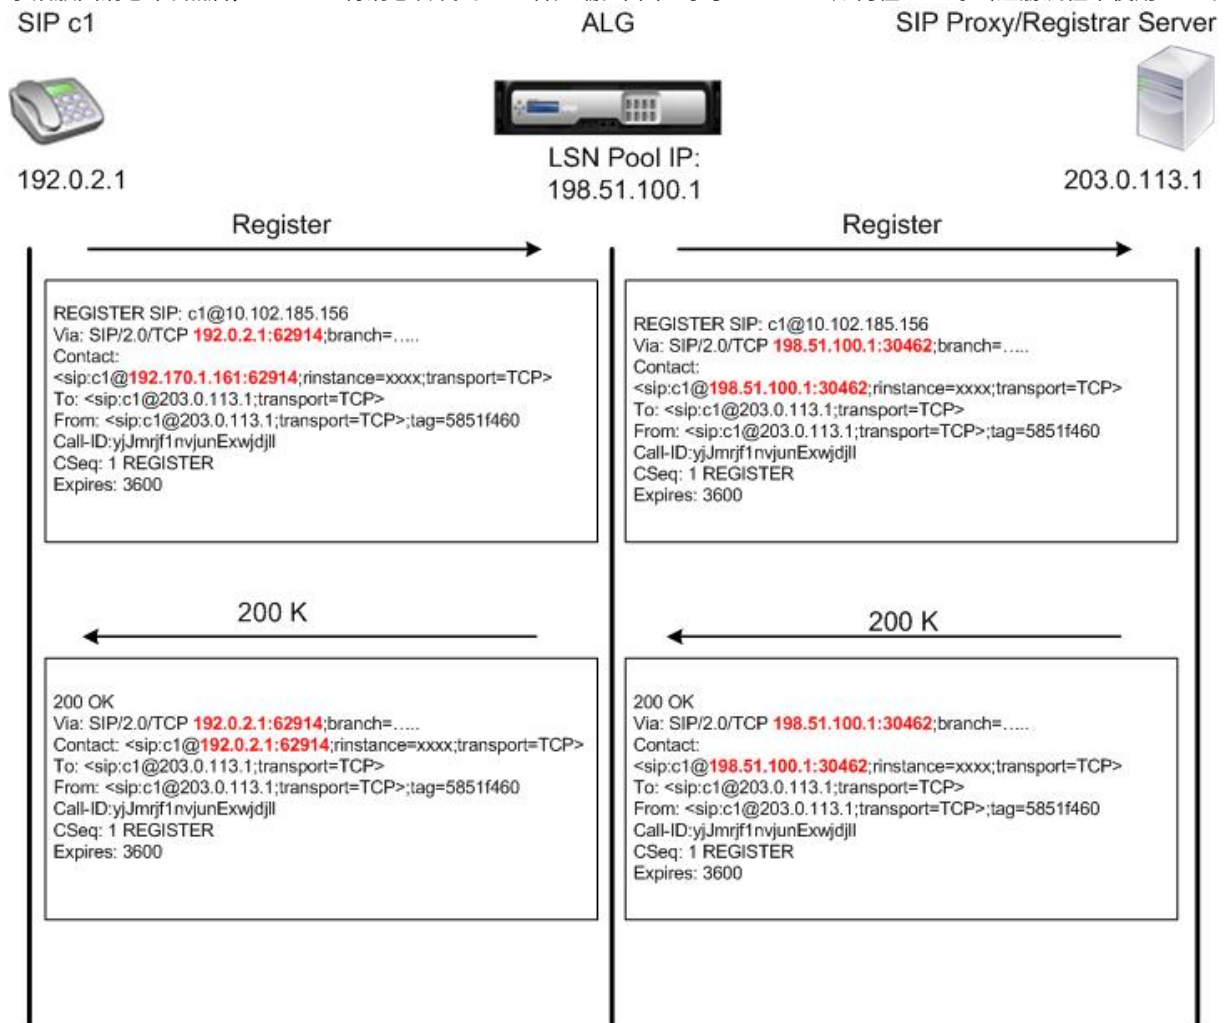 SIP c1
ALG
SIP Proxy/Registrar Server
LSN Pool IP:
198.51.100.1
192.0.2.1
203.0.113.1
Register
Register
REGISTER SIP: c1@10.102.185.156
Via: SIP/2.0/TCP 192.0.2.1:62914;branch=.....
Contact:
<sip:c1@192.170.1.161:62914;rinstance=xxxx;transport=TCP>
To: <sip:c1@203.0.113.1;transport=TCP>
From: <sip:c1@203.0.113.1;transport=TCP>;tag=5851f460
Call-ID:yjJmrjf1nvjunExwjdjll
CSeq: 1 REGISTER
Expires: 3600
REGISTER SIP: c1@10.102.185.156
Via: SIP/2.0/TCP 198.51.100.1:30462;branch=.....
Contact:
<sip:c1@198.51.100.1:30462;rinstance=xxxx;transport=TCP>
To: <sip:c1@203.0.113.1;transport=TCP>
From: <sip:c1@203.0.113.1;transport=TCP>;tag=5851f460
Call-ID:yjJmrjf1nvjunExwjdjll
CSeq: 1 REGISTER
Expires: 3600
200 K
200 K
200 OK
Via: SIP/2.0/TCP 192.0.2.1:62914;branch=.....
Contact: <sip:c1@192.0.2.1:62914;rinstance=xxxx;transport=TCP>
To: <sip:c1@203.0.113.1;transport=TCP>
From: <sip:c1@203.0.113.1;transport=TCP>;tag=5851f460
Call-ID:yjJmrjf1nvjunExwjdjll
CSeq: 1 REGISTER
Expires: 3600
200 OK
Via: SIP/2.0/TCP 198.51.100.1:30462;branch=.....
Contact:
<sip:c1@198.51.100.1:30462;rinstance=xxxx;transport=TCP>
To: <sip:c1@203.0.113.1;transport=TCP>
From: <sip:c1@203.0.113.1;transport=TCP>;tag=5851f460
Call-ID:yjJmrjf1nvjunExwjdjll
CSeq: 1 REGISTER
Expires: 3600